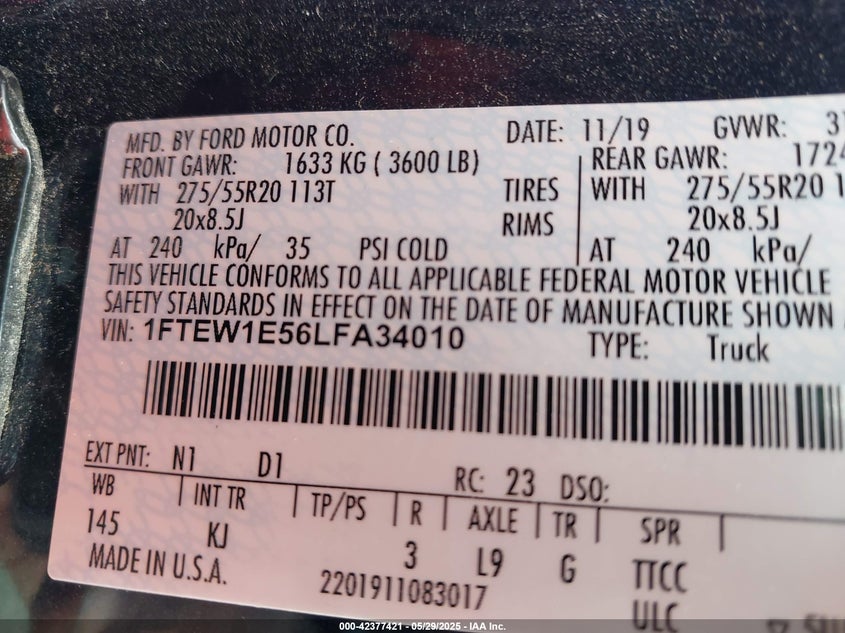 MFD. BY FORD MOTOR CO. DATE: 11/19 GVWR:
FRONT GAWR: 1633 KG ( 3600 LB) REAR GAWR: 1724
WITH 275/55R20 113T TIRES WITH 275/55R20
20x8.5J RIMS 20x8.5J
AT 240 kPa/ 35 PSI COLD AT 240 kPa/
THIS VEHICLE CONFORMS TO ALL APPLICABLE FEDERAL MOTOR VEHICLE
SAFETY STANDARDS IN EFFECT ON THE DATE OF MANUFACTURE SHOWN
VIN: 1FTEW1E56LFA34010 TYPE: Truck
EXT PNT: N1 D1 RC: 23 DSO:
WB INT TR TP/PS R AXLE TR SPR
145 KJ 3 L9 G TTCC
MADE IN U.S.A. 2201911083017 ULC
000-42377421 - 05/29/2025 - IAA Inc.